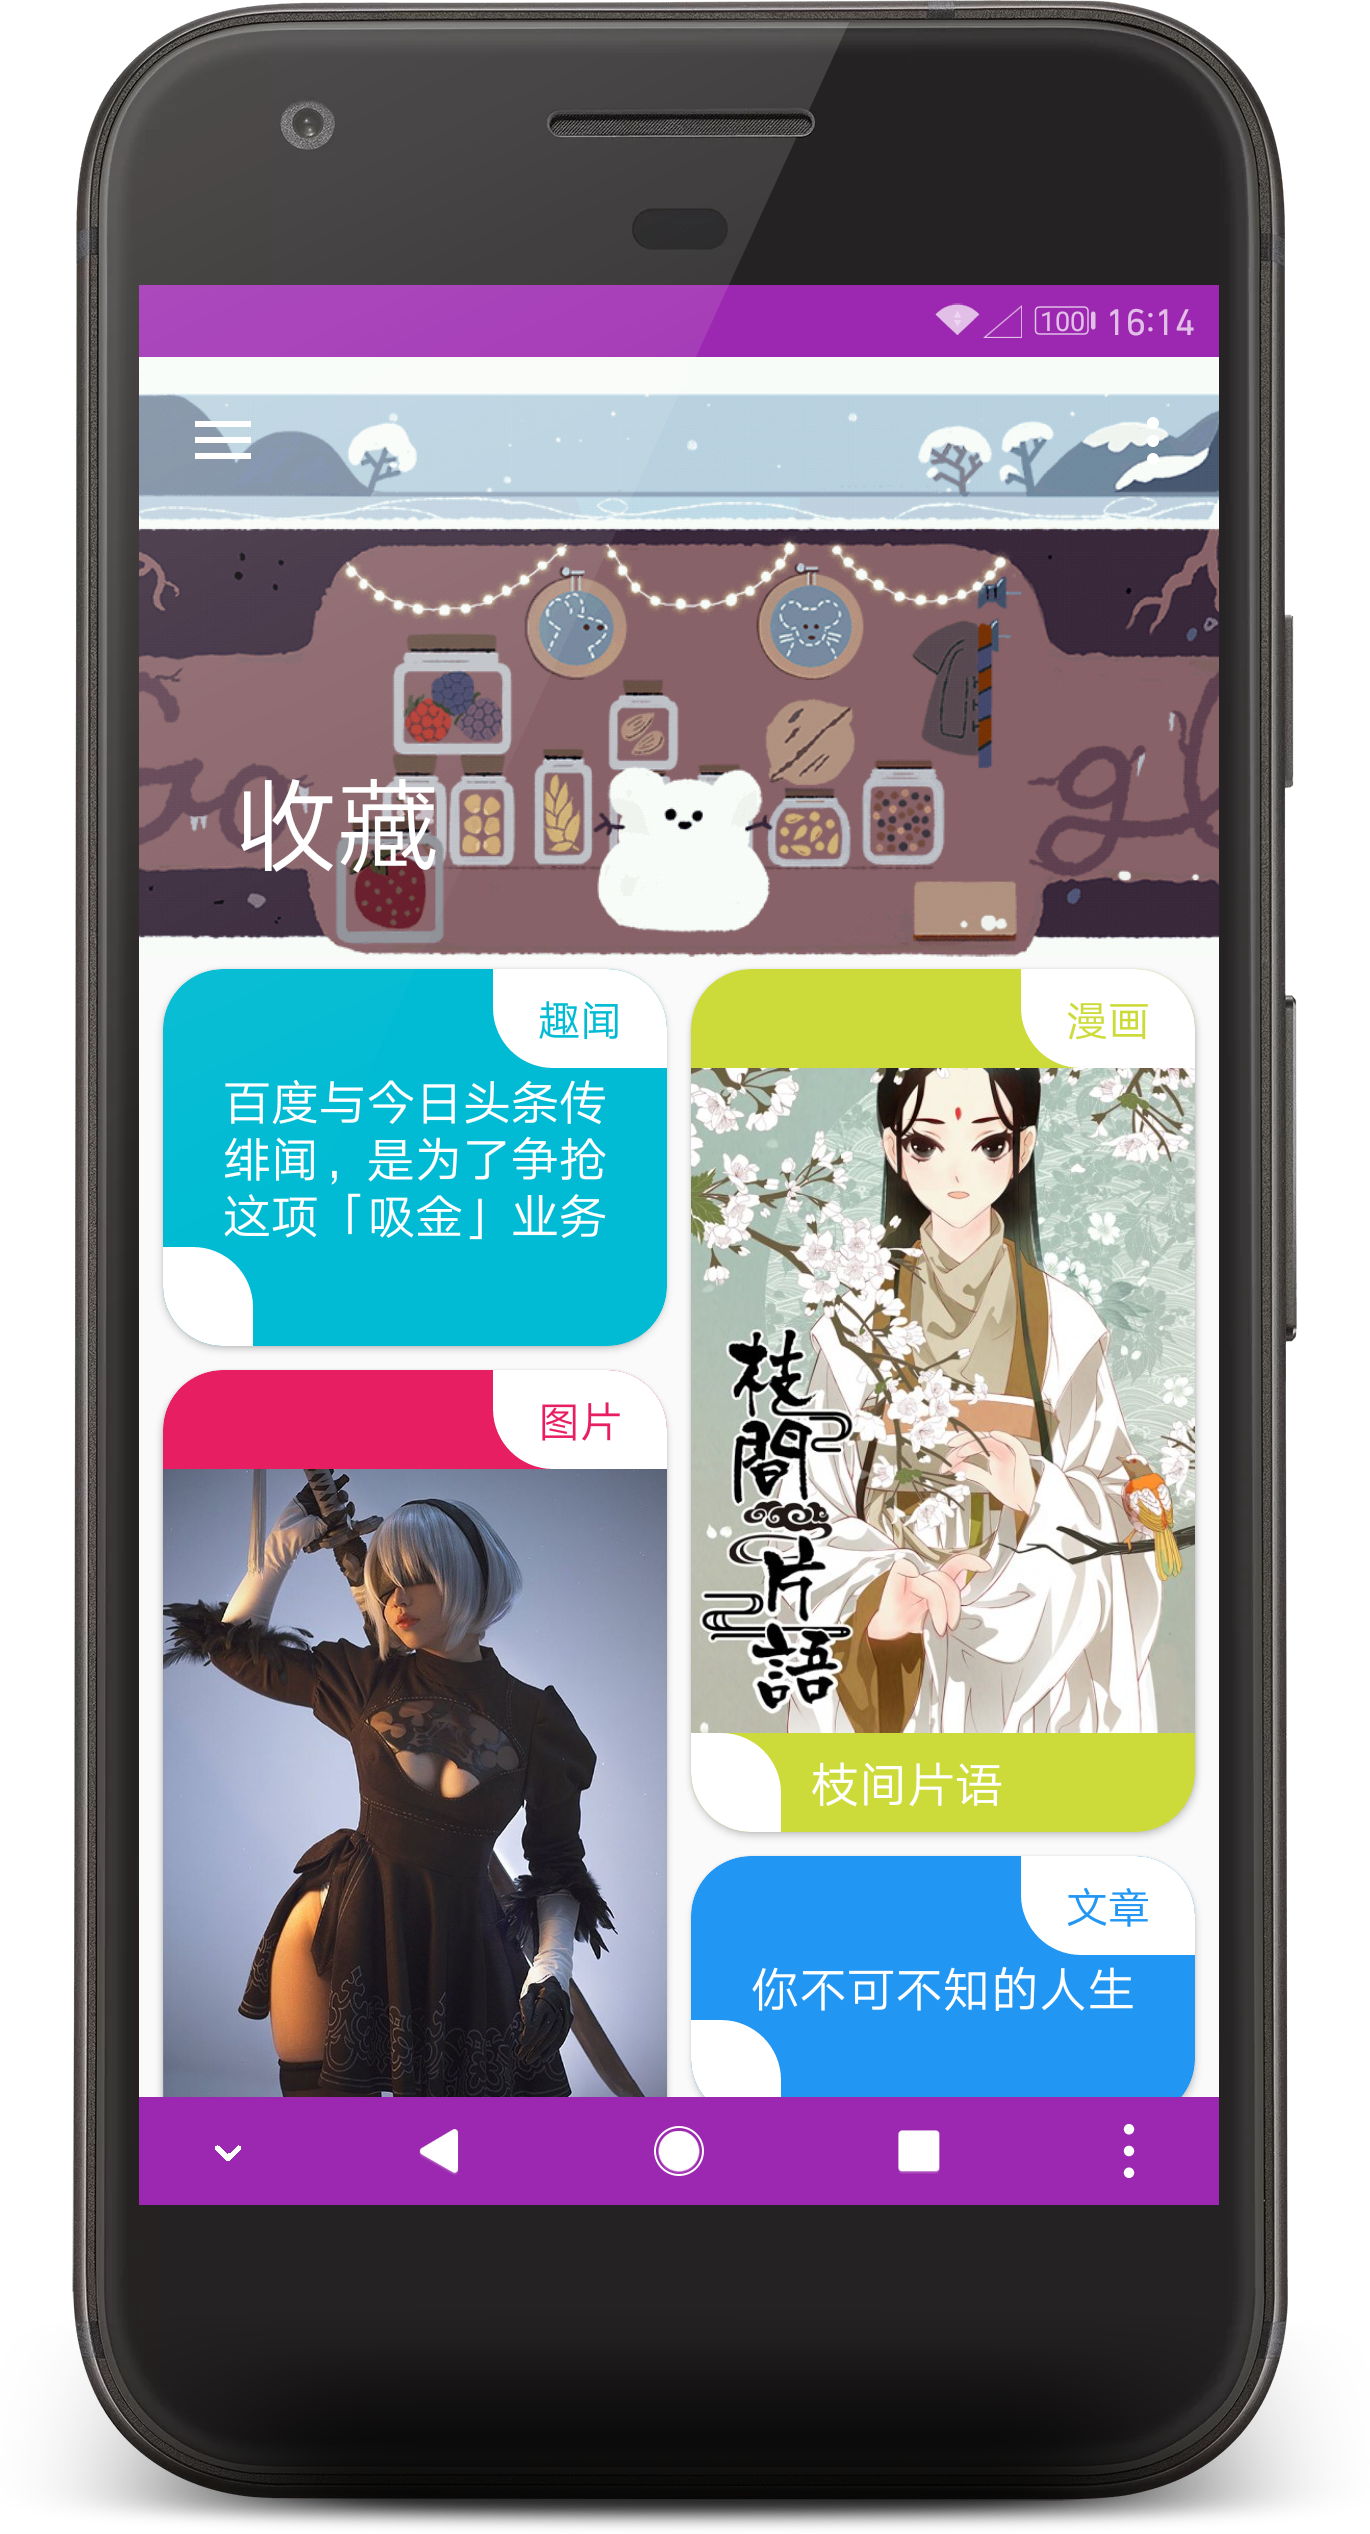 100 16:14
Go gl
收藏
趣闻
百度与今日头条传
绯闻，是为了争抢
这项「吸金」业务
图片
漫画
枝
間
片
語
枝间片语
文章
你不可不知的人生